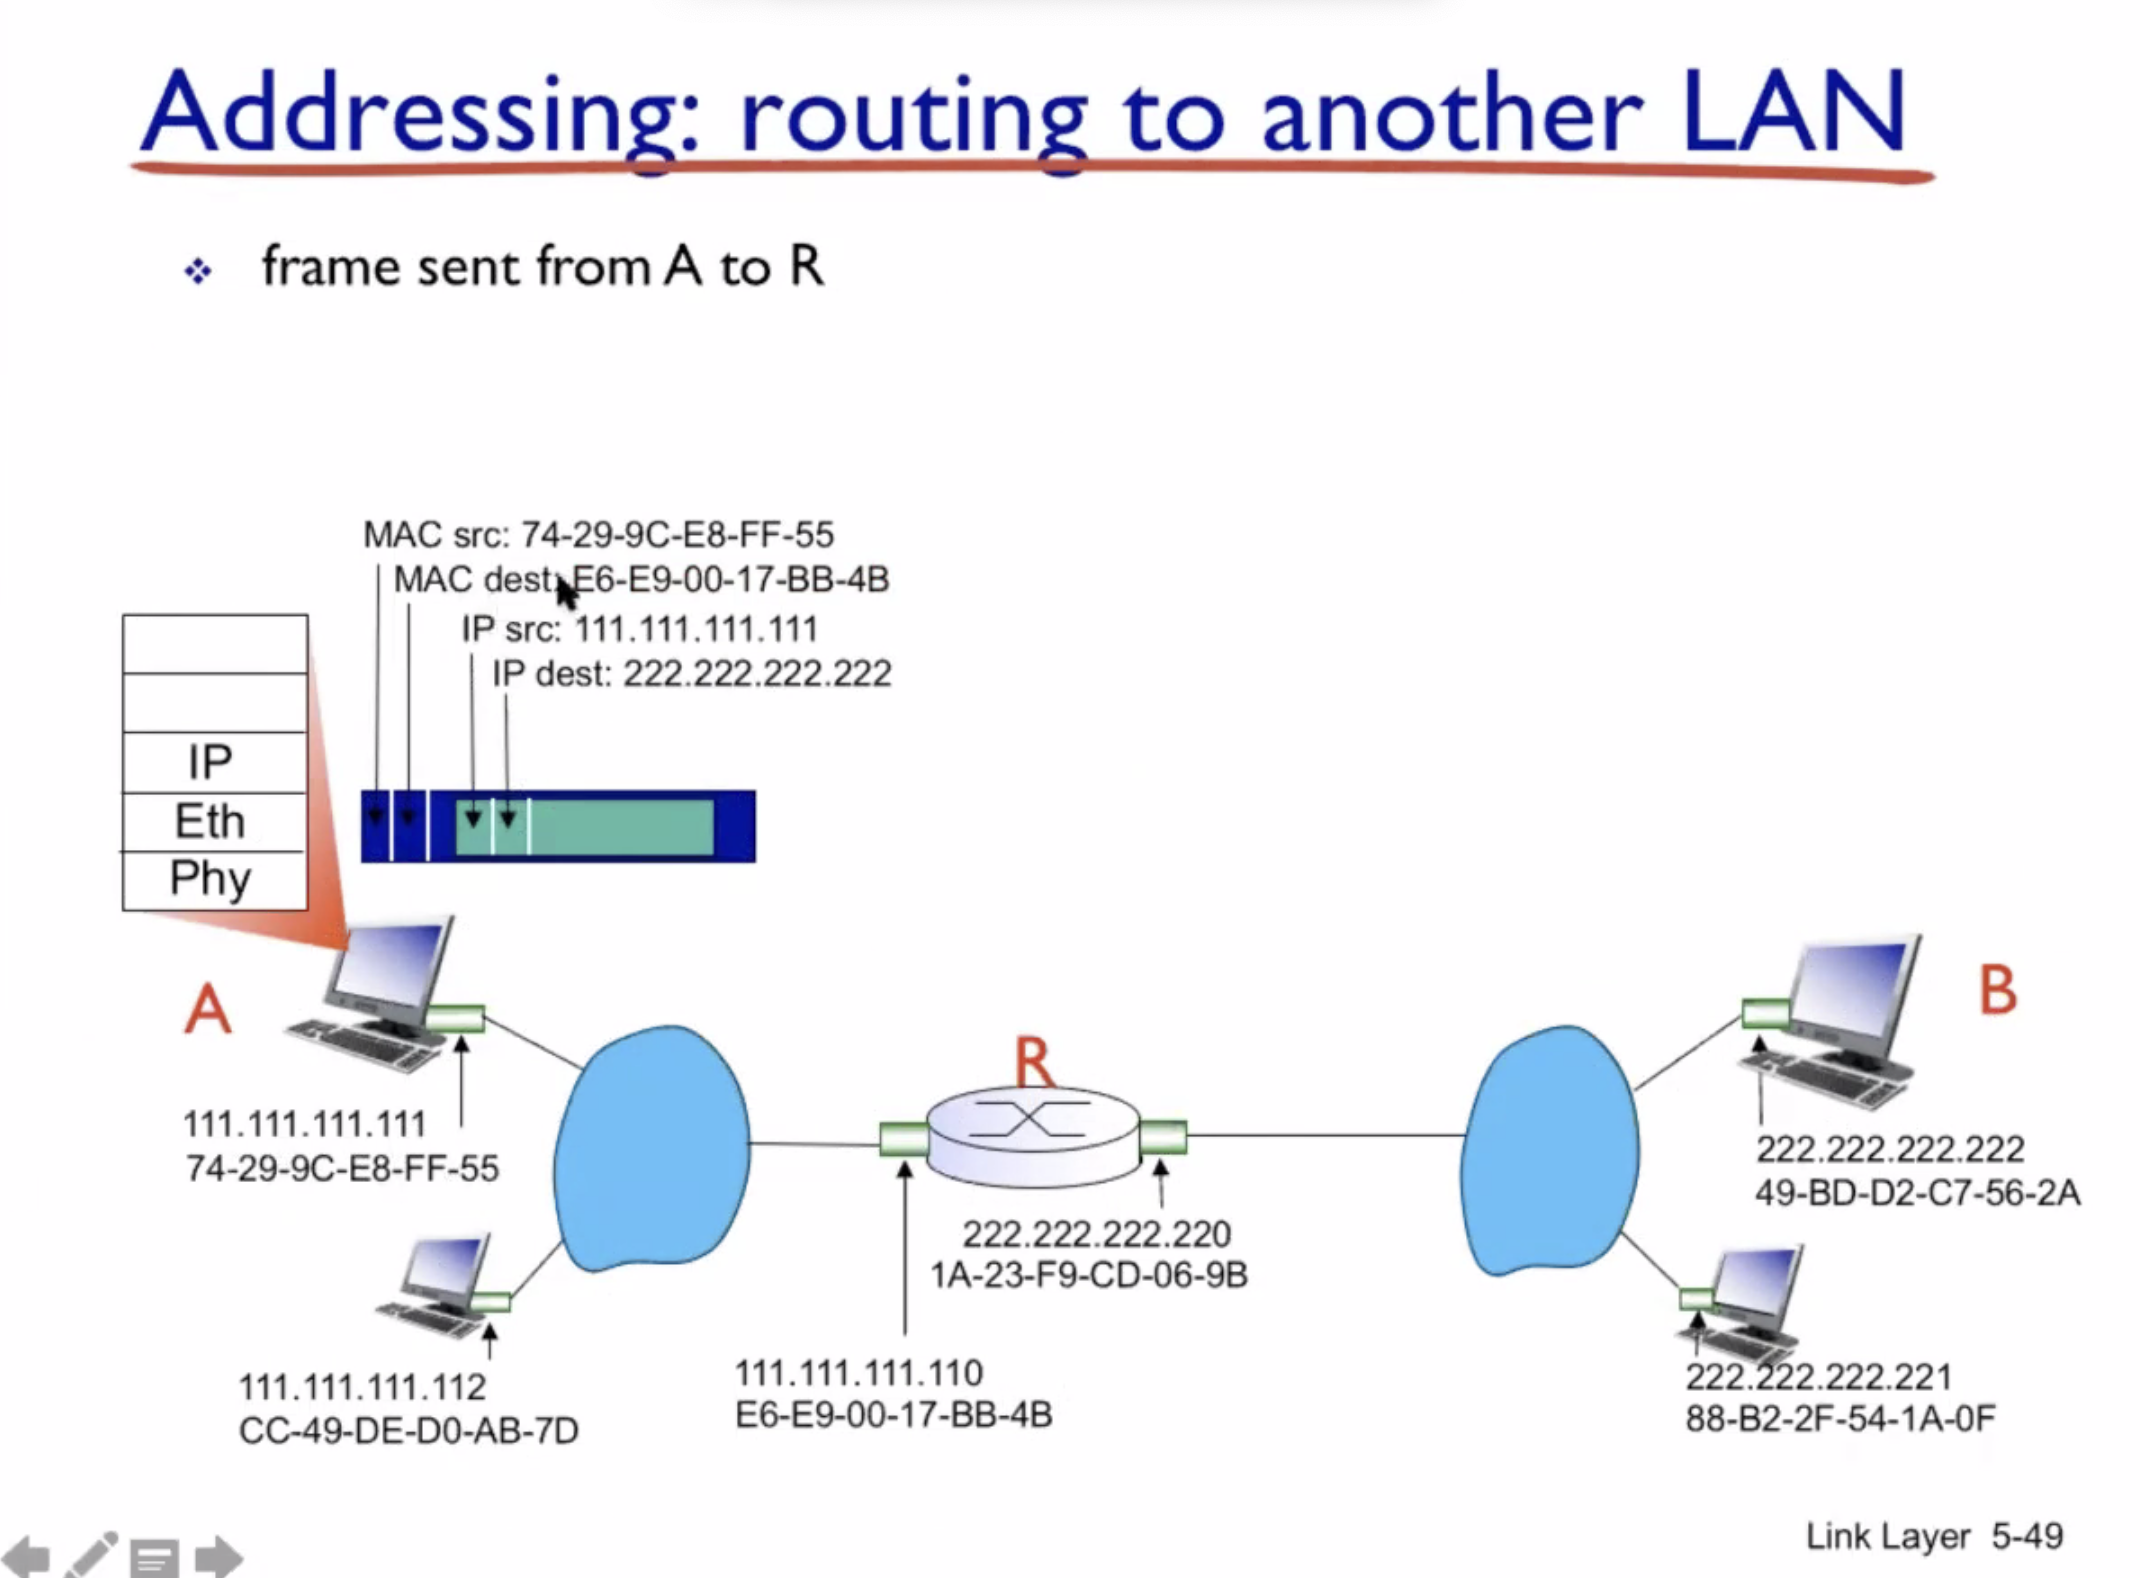 Addressing: routing to another LAN
frame sent from A to R
MAC src: 74-29-9C-E8-FF-55
MAC dest: E6-E9-00-17-BB-4B
IP src: 111.111.111.111
IP dest: 222.222.222.222
IP
Eth
Phy
A
111.111.111.111
74-29-9C-E8-FF-55
111.111.111.112
CC-49-DE-D0-AB-7D
R
222.222.222.220
1A-23-F9-CD-06-9B
111.111.111.110
E6-E9-00-17-BB-4B
B
222.222.222.222
49-BD-D2-C7-56-2A
222.222.222.221
88-B2-2F-54-1A-0F
Link Layer 5-49